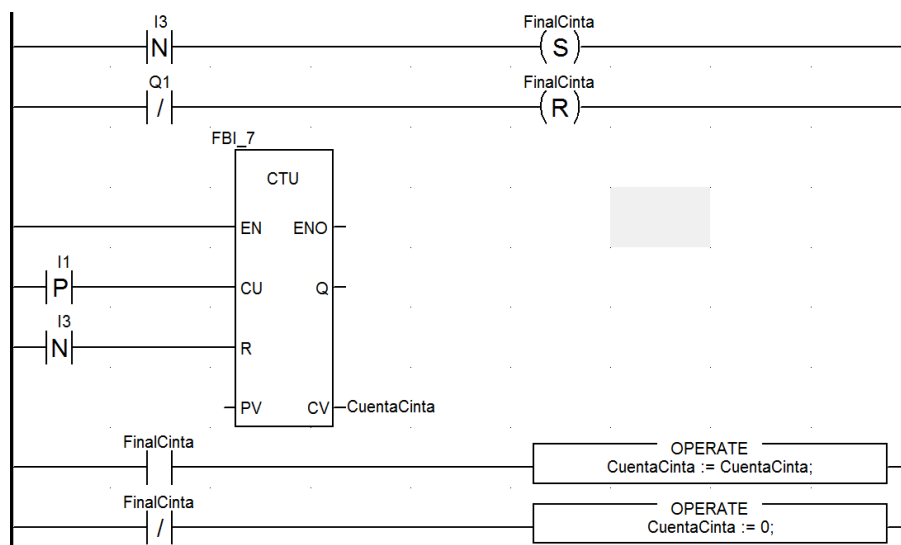 I3 FinalCinta
N S
Q1 FinalCinta
/ R
FBI_7
CTU
EN ENO
I1
P CU Q
I3
N R
PV CV CuentaCinta
FinalCinta OPERATE
CuentaCinta := CuentaCinta;
FinalCinta OPERATE
/ CuentaCinta := 0;